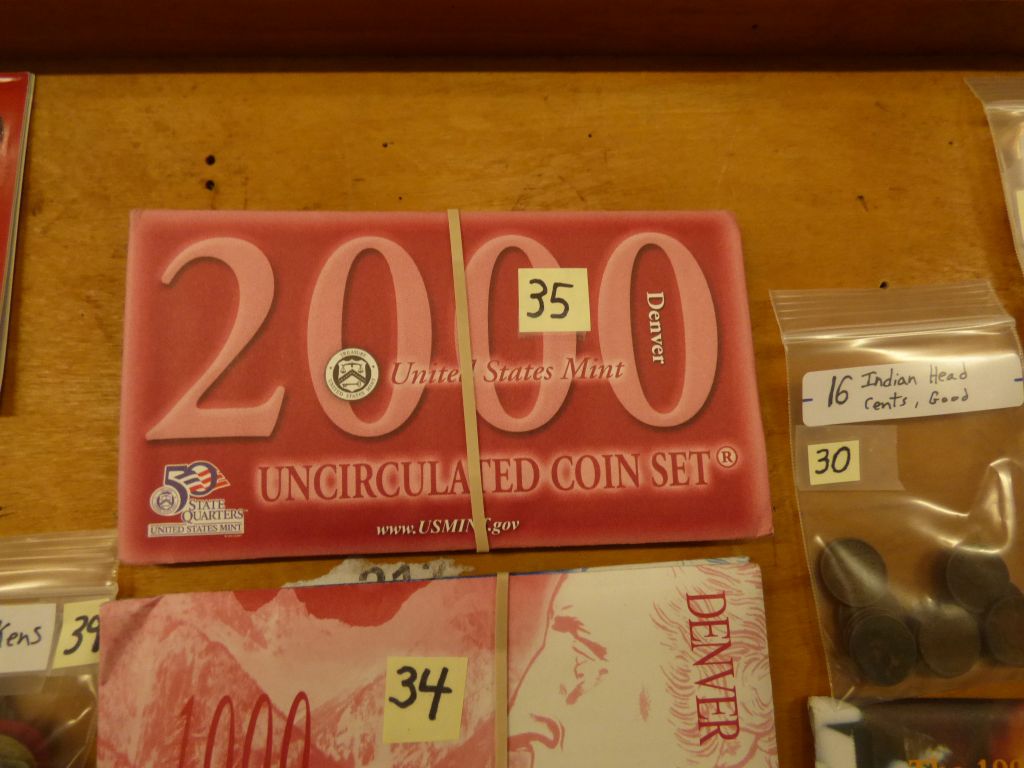 2000
35
Denver
United States Mint
UNCIRCULATED COIN SET®
50
STATE
QUARTERS
UNITED STATES MINT
www.USMINT.gov
16 Indian Head
Cents, Good
30
39
DENVER
34
The